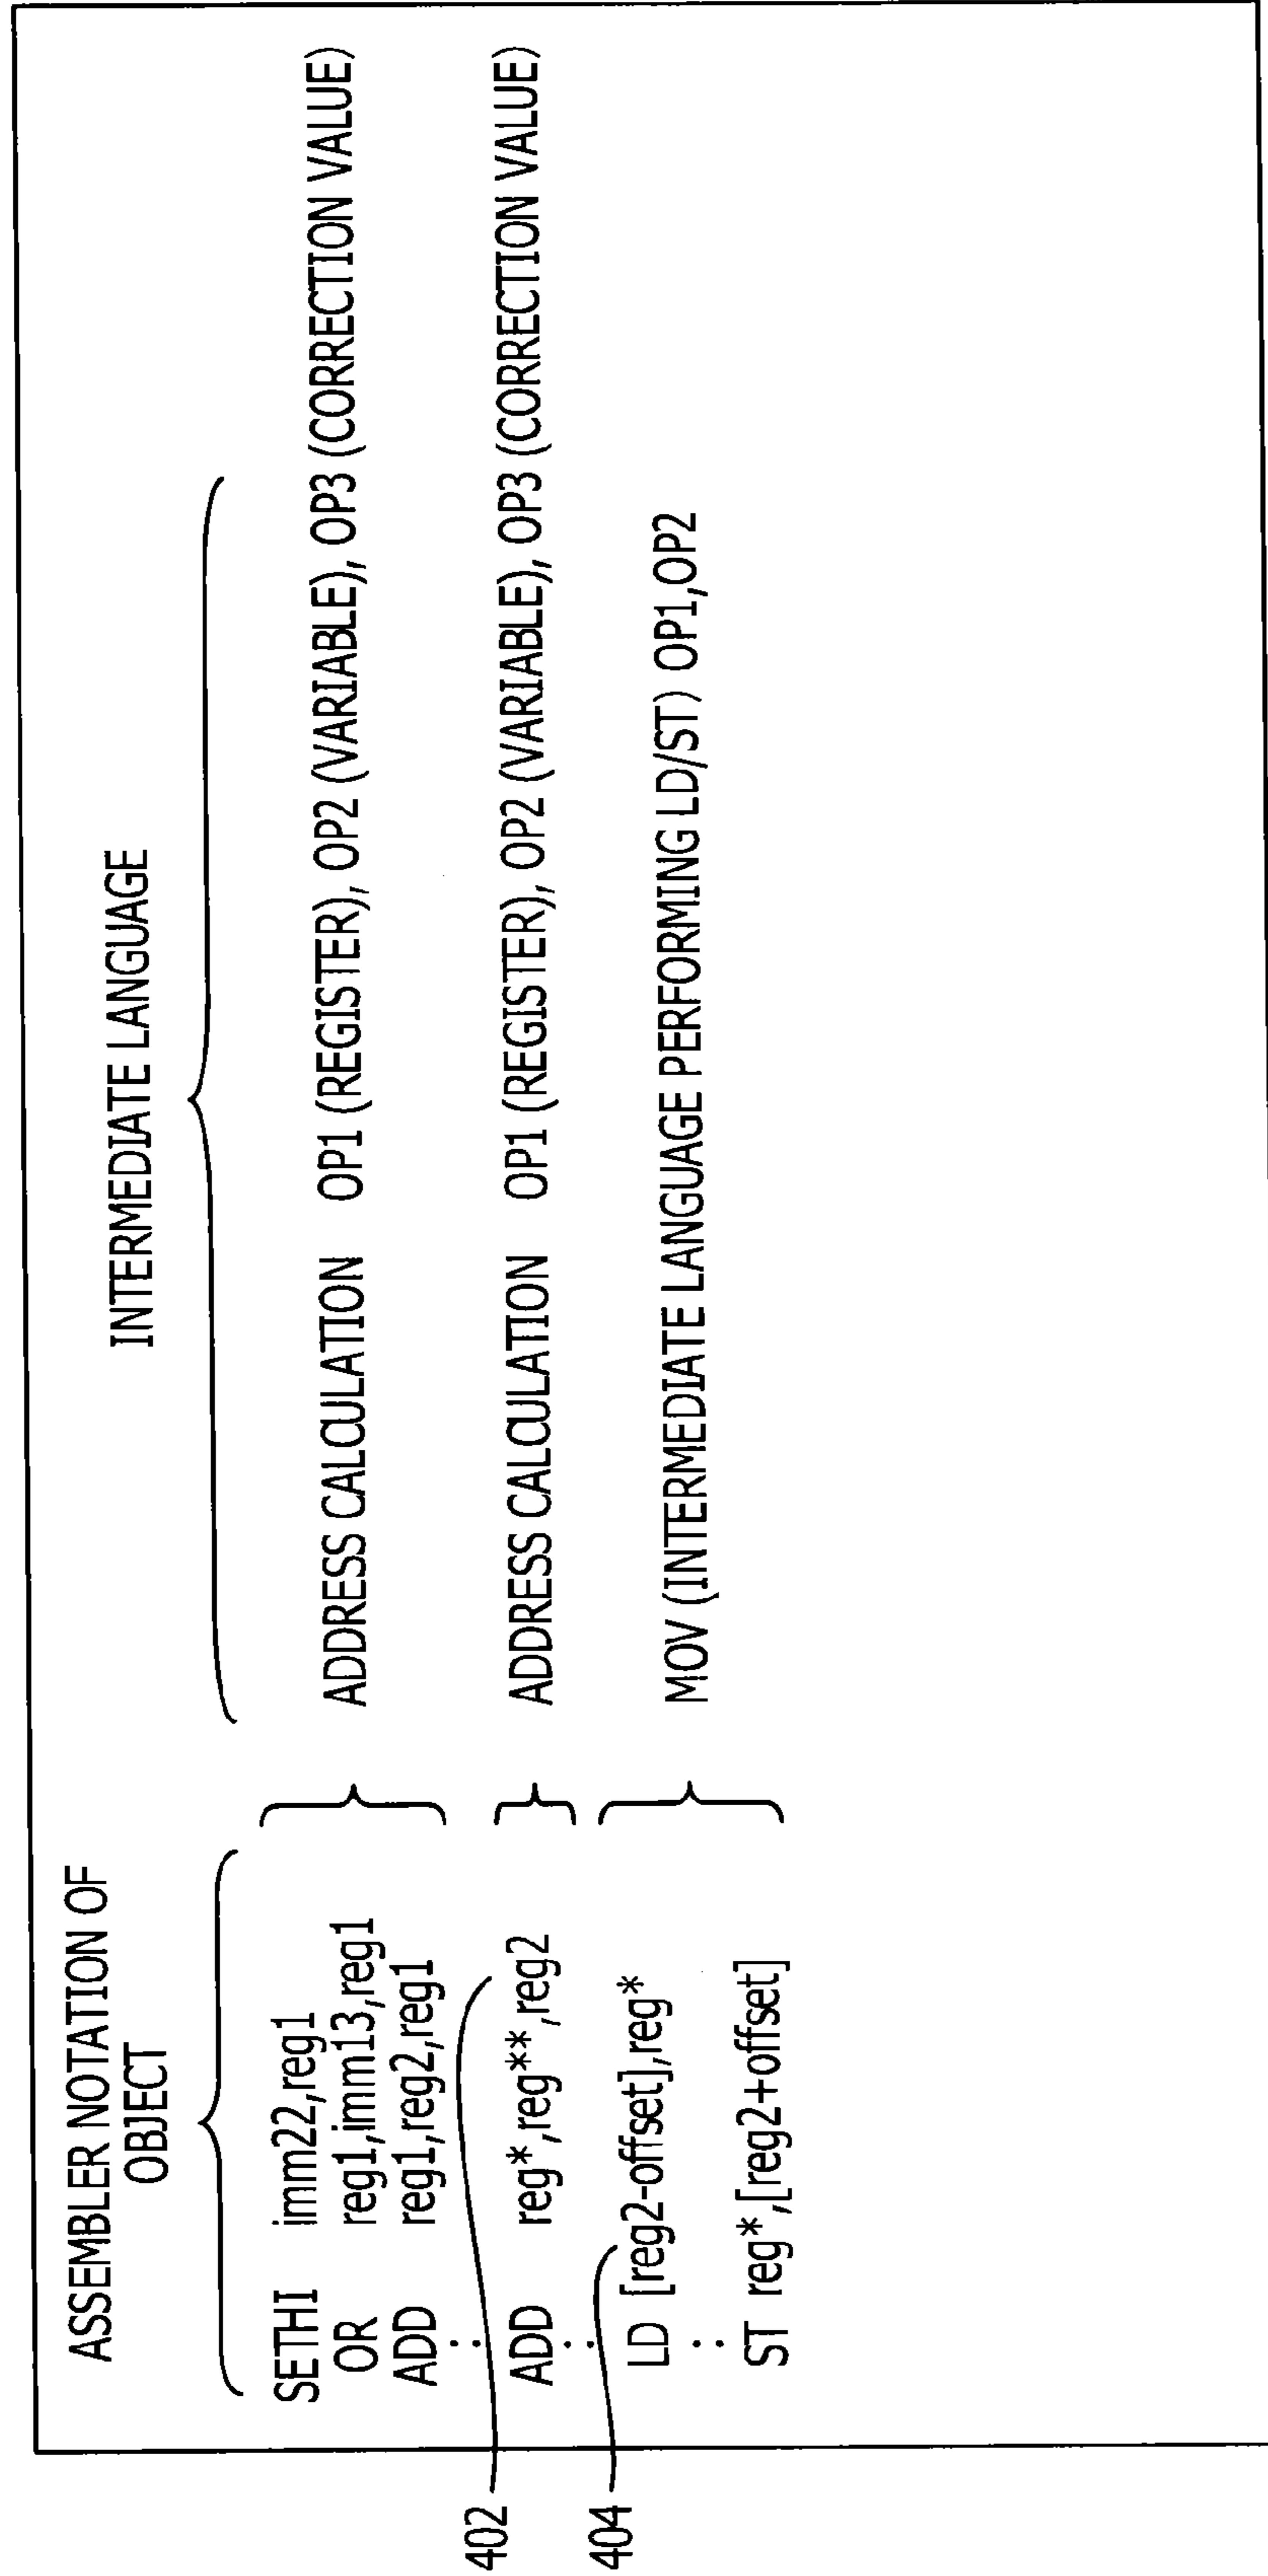 ASSEMBLER NOTATION OF
OBJECT
INTERMEDIATE LANGUAGE
SETHI imm22,reg1
OR reg1,imm13,reg1
ADD reg1,reg2,reg1
ADDRESS CALCULATION OP1 (REGISTER), OP2 (VARIABLE), OP3 (CORRECTION VALUE)
:
402
ADD reg*,reg**,reg2
ADDRESS CALCULATION OP1 (REGISTER), OP2 (VARIABLE), OP3 (CORRECTION VALUE)
:
404
LD [reg2-offset],reg*
MOV (INTERMEDIATE LANGUAGE PERFORMING LD/ST) OP1,OP2
:
ST reg*,[reg2+offset]